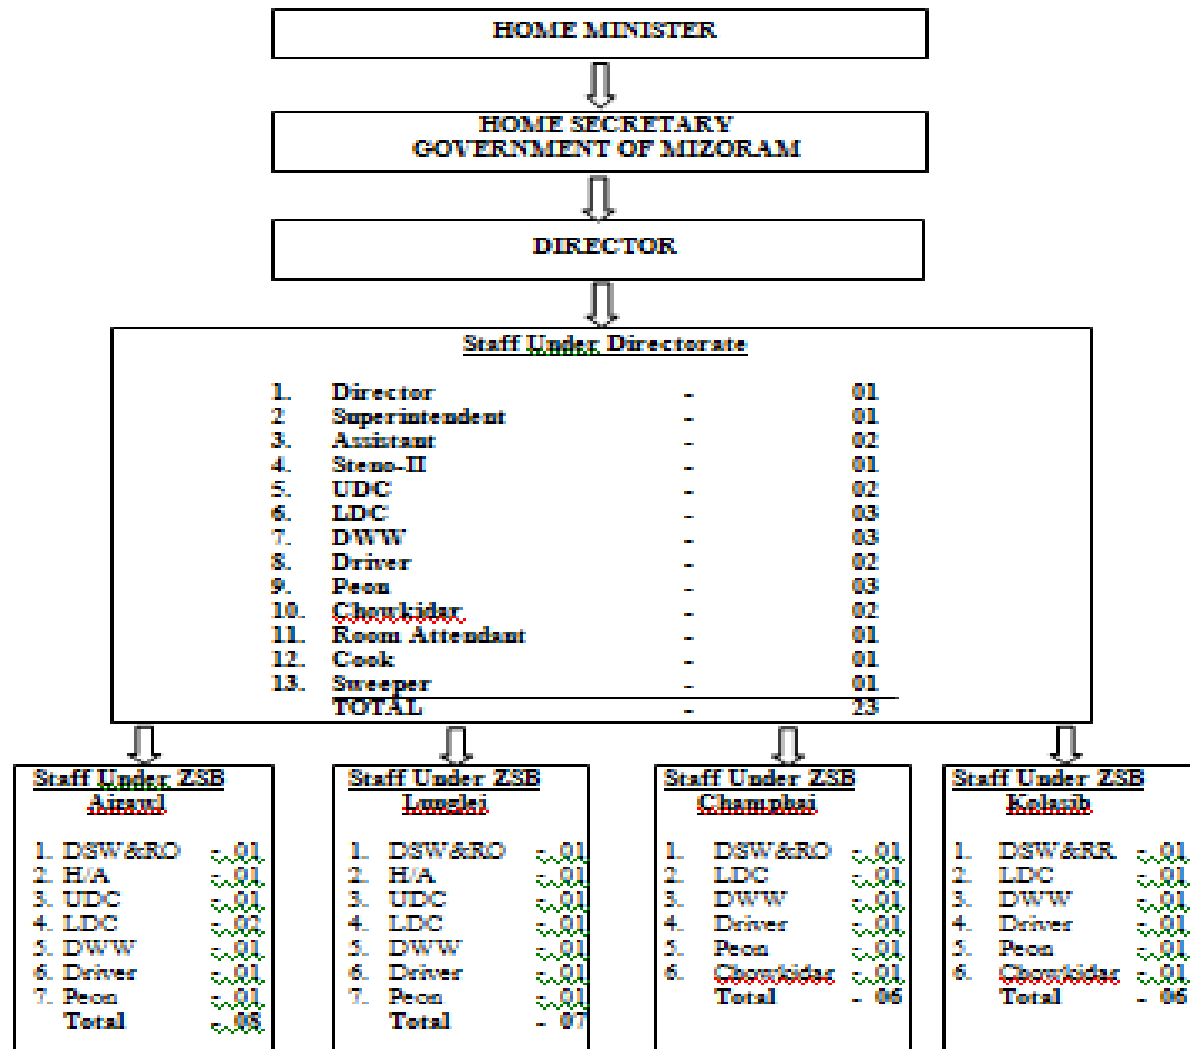 HOME MINISTER
HOME SECRETARY
GOVERNMENT OF MIZORAM
DIRECTOR
Staff Under Directorate
1. Director - 01
2 Superintendent - 01
3. Assistant - 02
4. Steno-II - 01
5. UDC - 02
6. LDC - 03
7. DWW - 03
8. Driver - 02
9. Peon - 03
10. Chowkidar - 02
11. Room Attendant - 01
12. Cook - 01
13. Sweeper - 01
TOTAL - 23
Staff Under ZSB
Aizawl
1. DSW&RO - 01
2. H/A - 01
3. UDC - 01
4. LDC - 02
5. DWW - 01
6. Driver - 01
7. Peon - 01
Total - 08
Staff Under ZSB
Lunglei
1. DSW&RO - 01
2. H/A - 01
3. UDC - 01
4. LDC - 01
5. DWW - 01
6. Driver - 01
7. Peon - 01
Total - 07
Staff Under ZSB
Champhai
1. DSW&RO - 01
2. LDC - 01
3. DWW - 01
4. Driver - 01
5. Peon - 01
6. Chowkidar - 01
Total - 06
Staff Under ZSB
Kolasib
1. DSW&RR - 01
2. LDC - 01
3. DWW - 01
4. Driver - 01
5. Peon - 01
6. Chowkidar - 01
Total - 06